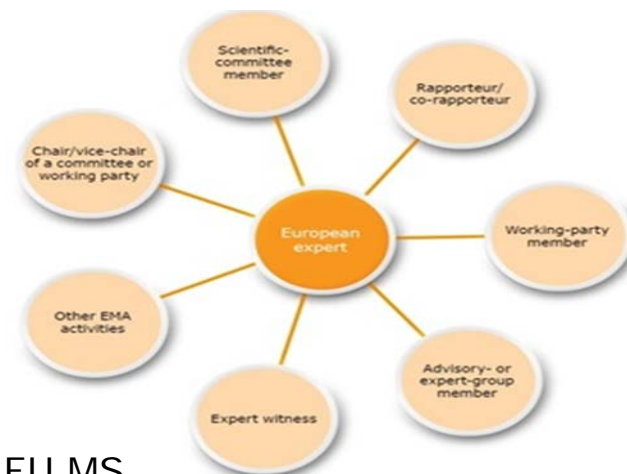 Scientific-
committee
member
Rapporteur/
co-rapporteur
Chair/vice-chair
of a committee or
working party
European
expert
Working-party
member
Other EMA
activities
Advisory- or
expert-group
member
Expert witness
EU MS